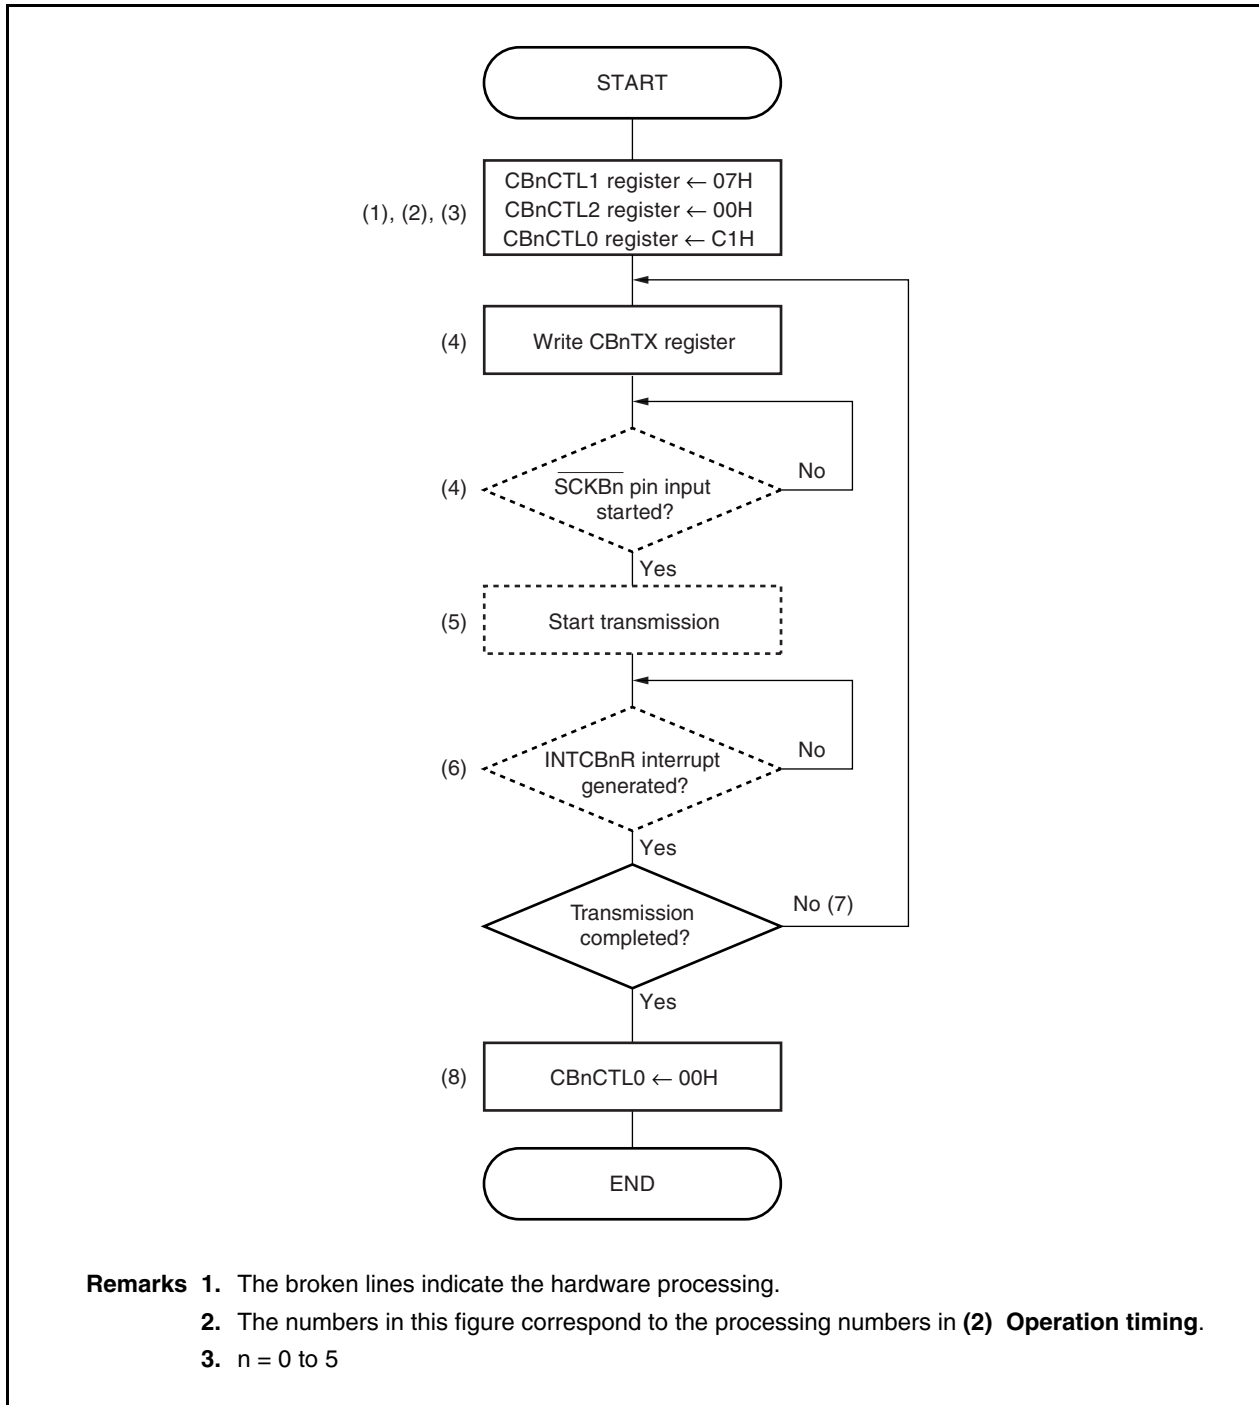 START
(1), (2), (3)
CBnCTL1 register ← 07H
CBnCTL2 register ← 00H
CBnCTL0 register ← C1H
(4)
Write CBnTX register
(4)
SCKBn pin input
started?
No
Yes
(5)
Start transmission
(6)
INTCBnR interrupt
generated?
No
Yes
Transmission
completed?
No (7)
Yes
(8)
CBnCTL0 ← 00H
END
Remarks 1. The broken lines indicate the hardware processing.
2. The numbers in this figure correspond to the processing numbers in (2) Operation timing.
3. n = 0 to 5